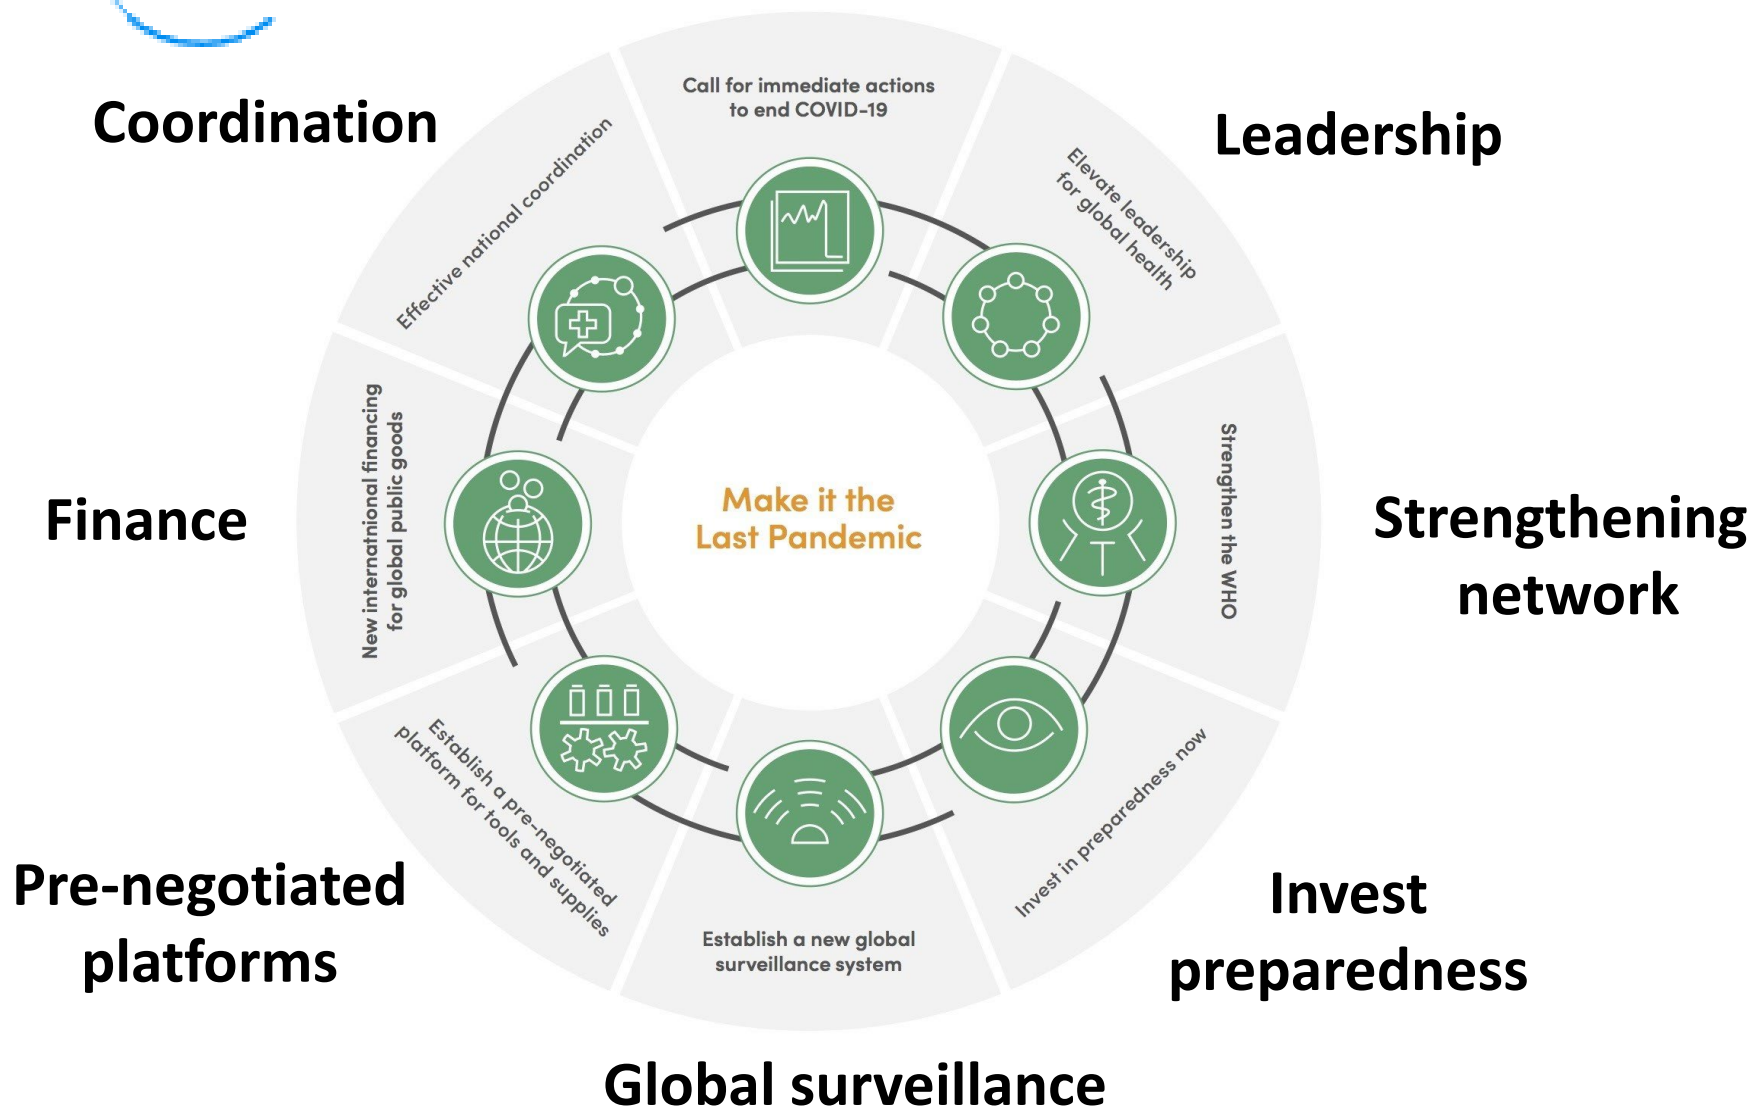 Coordination
Call for immediate actions
to end COVID-19
Leadership
Effective national coordination
Elevate leadership
for global health
Finance
New internatnional financing
for global public goods
Make it the
Last Pandemic
Strengthen the WHO
Strengthening
network
Pre-negotiated
platforms
Establish a pre-negotiated
platform for tools and supplies
Establish a new global
surveillance system
Invest in preparedness now
Invest
preparedness
Global surveillance